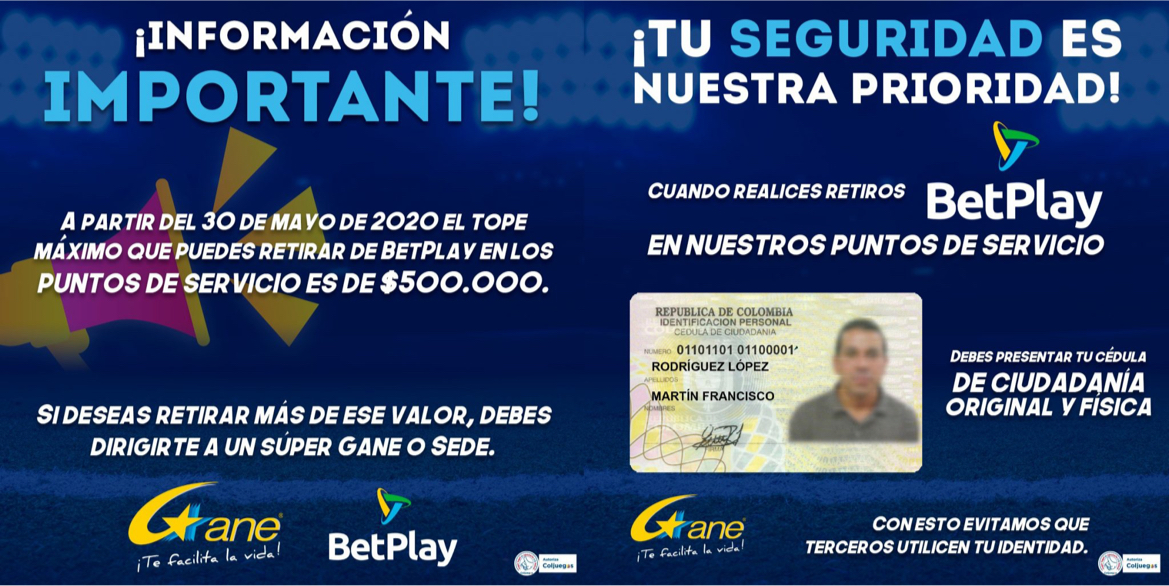 ¡INFORMACIÓN
IMPORTANTE!
A PARTIR DEL 30 DE MAYO DE 2020 EL TOPE
MÁXIMO QUE PUEDES RETIRAR DE BETPLAY EN LOS
PUNTOS DE SERVICIO ES DE $500.000.
SI DESEAS RETIRAR MÁS DE ESE VALOR, DEBES
DIRIGIRTE A UN SÚPER GANE O SEDE.
Gane
¡Te facilita la vida!
BetPlay
Autoriza
Coljuegos
¡TU SEGURIDAD ES
NUESTRA PRIORIDAD!
CUANDO REALICES RETIROS
BetPlay
EN NUESTROS PUNTOS DE SERVICIO
REPUBLICA DE COLOMBIA
IDENTIFICACION PERSONAL
CEDULA DE CIUDADANIA
NUMERO 01101101 01100001
RODRÍGUEZ LÓPEZ
APELLIDOS
MARTÍN FRANCISCO
NOMBRES
DEBES PRESENTAR TU CÉDULA
DE CIUDADANÍA
ORIGINAL Y FÍSICA
Gane
¡Te facilita la vida!
CON ESTO EVITAMOS QUE
TERCEROS UTILICEN TU IDENTIDAD.
Autoriza
Coljuegos